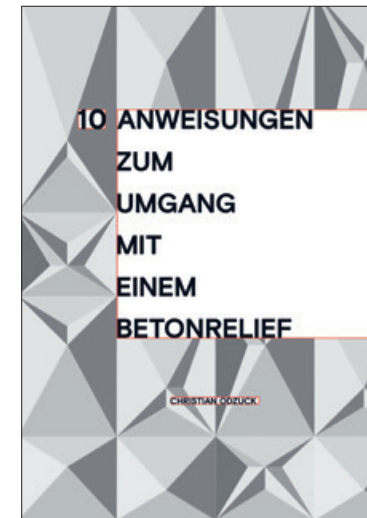 10 ANWEISUNGEN
ZUM
UMGANG
MIT
EINEM
BETONRELIEF
CHRISTIAN ODZUCK